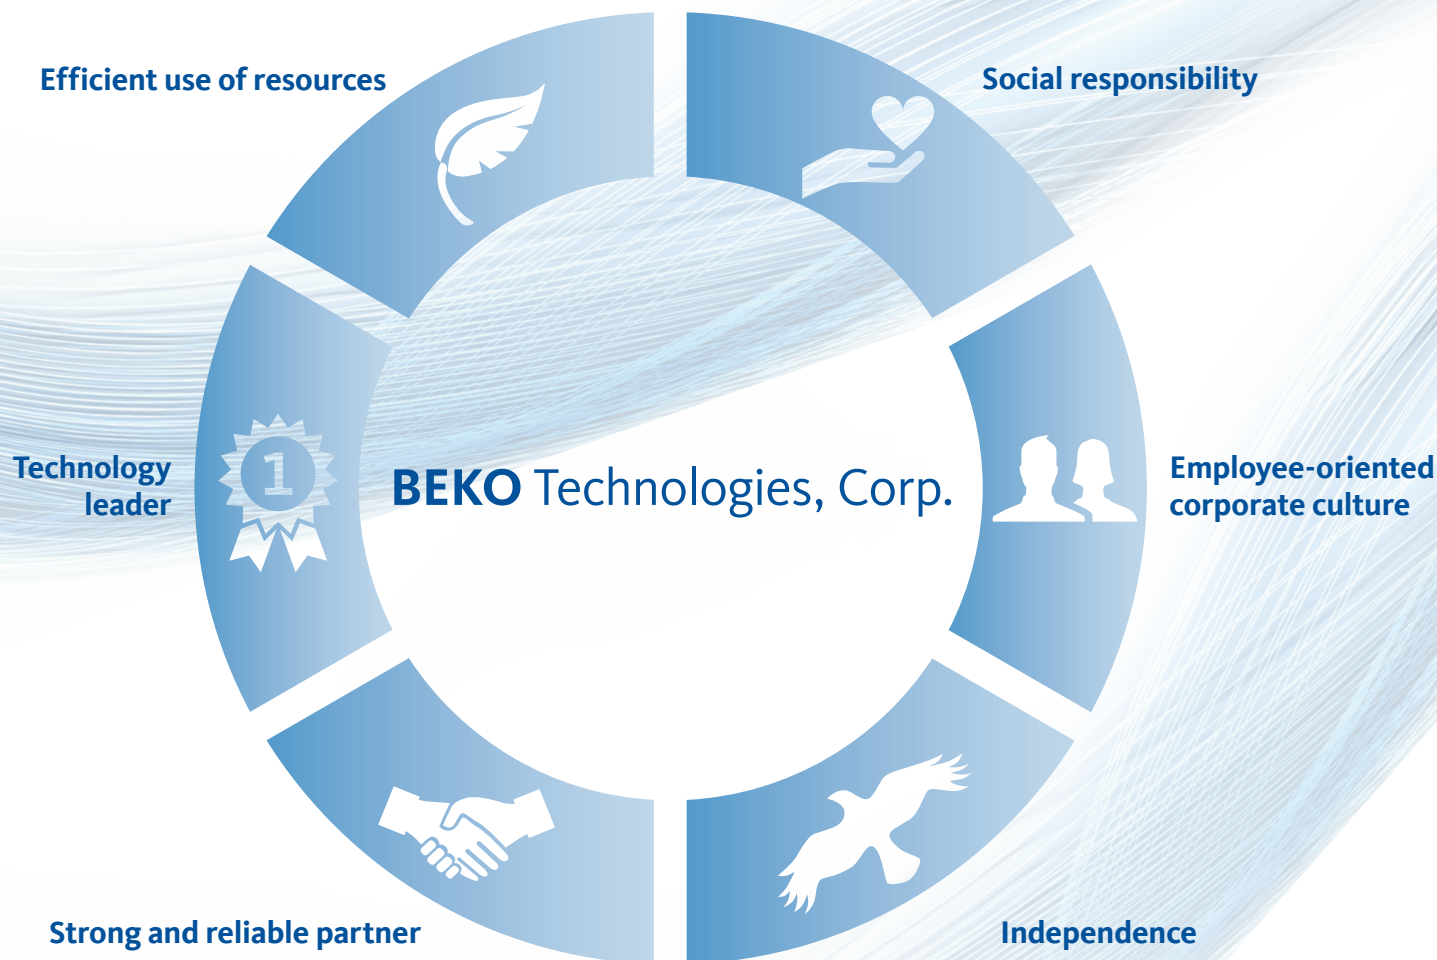 Efficient use of resources
Social responsibility
Technology
leader
1
BEKO Technologies, Corp.
Employee-oriented
corporate culture
Strong and reliable partner
Independence